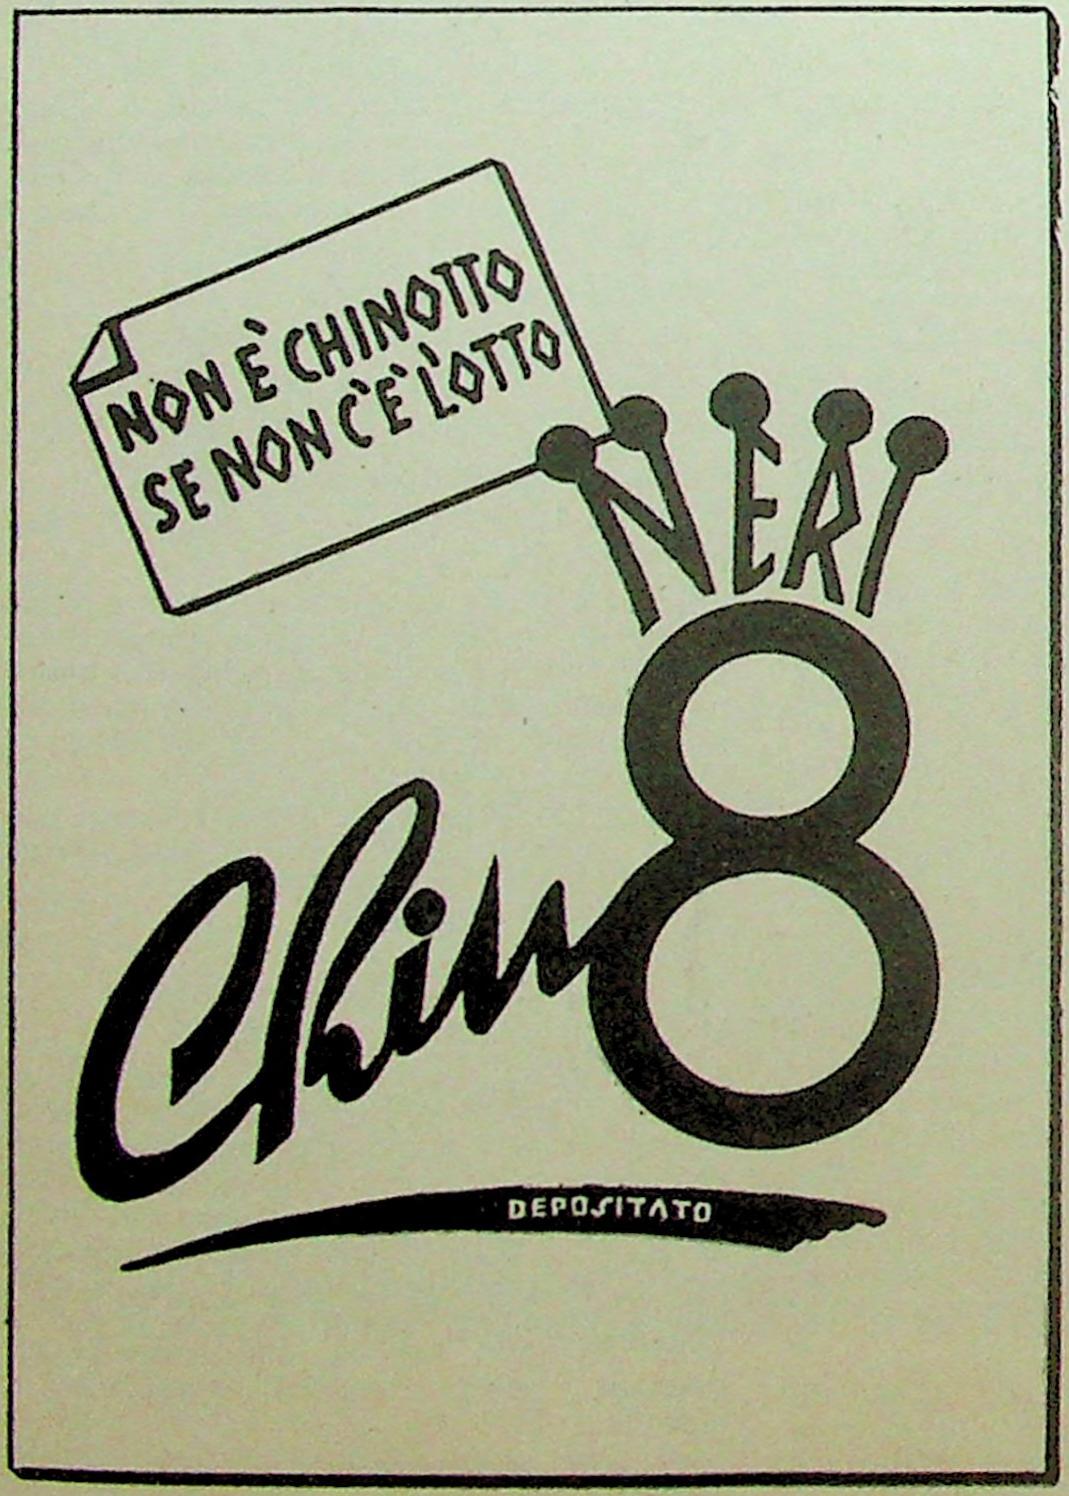 NON È CHINOTTO
SE NON C'È L'OTTO
NERI
Chin8
DEPOSITATO